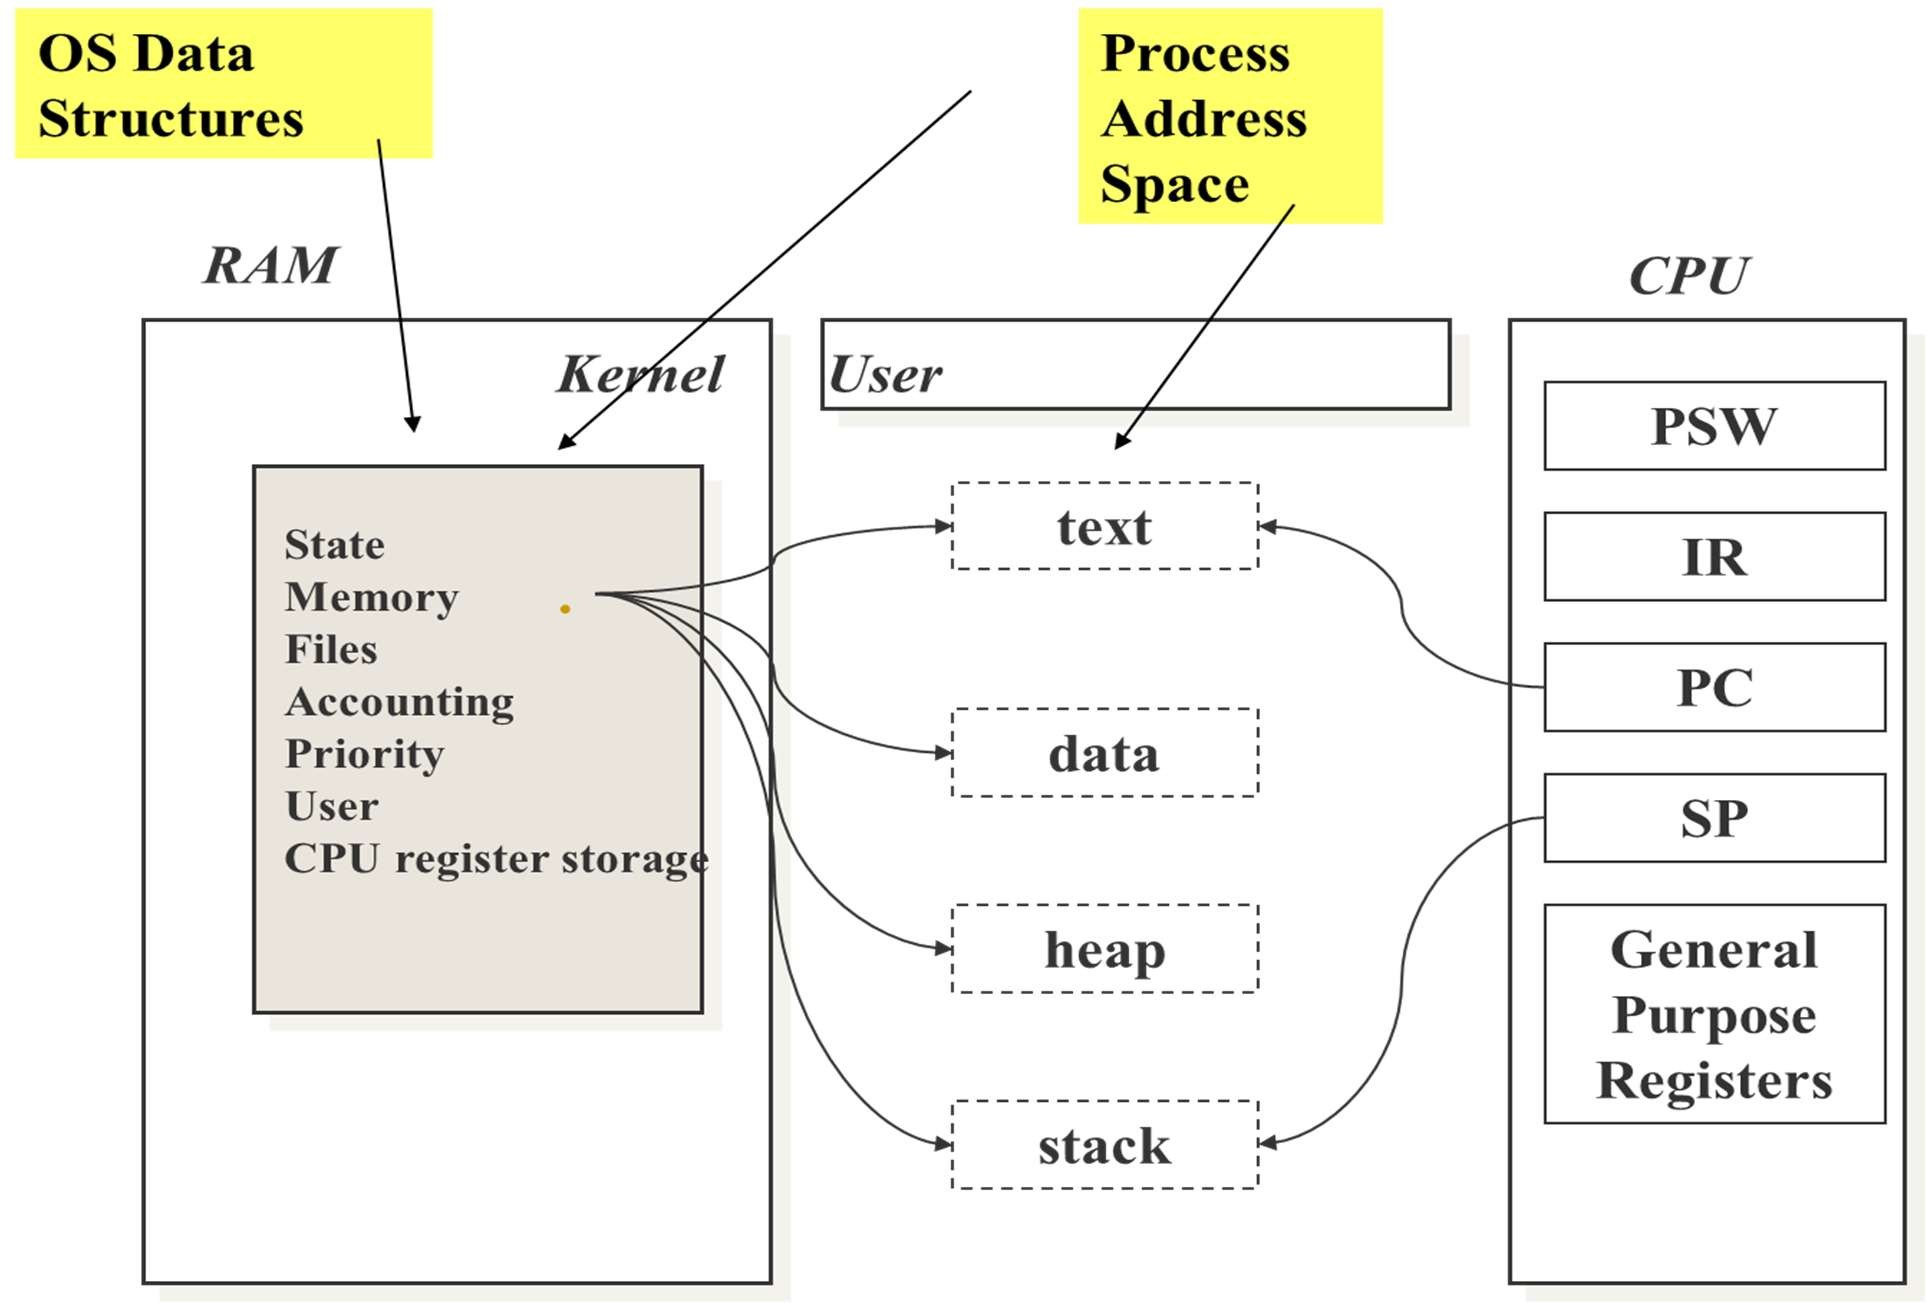 OS Data
Structures
Process
Address
Space
RAM
CPU
Kernel
User
State
Memory
Files
Accounting
Priority
User
CPU register storage
text
data
heap
stack
PSW
IR
PC
SP
General
Purpose
Registers